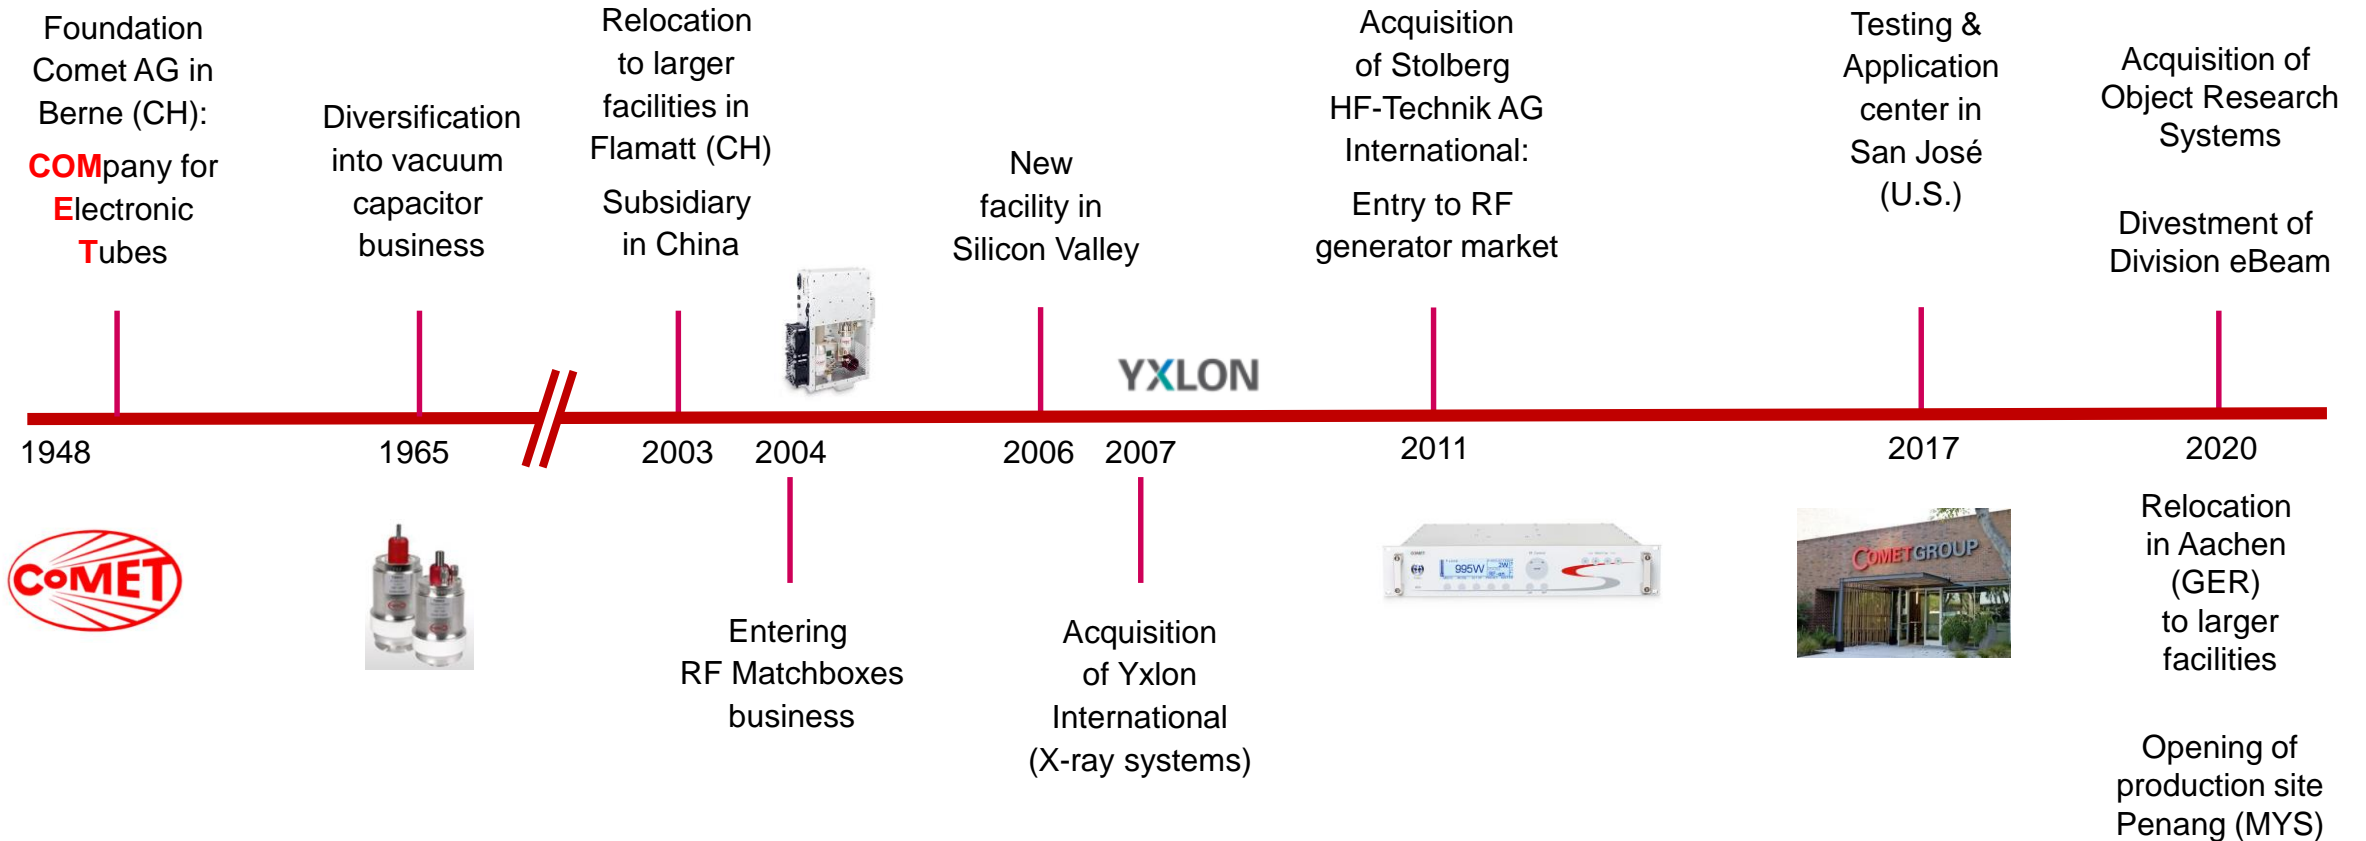 Foundation
Comet AG in
Berne (CH):
COMpany for
Electronic
Tubes
Diversification
into vacuum
capacitor
business
Relocation
to larger
facilities in
Flamatt (CH)
Subsidiary
in China
New
facility in
Silicon Valley
Acquisition
of Stolberg
HF-Technik AG
International:
Entry to RF
generator market
Testing &
Application
center in
San José
(U.S.)
Acquisition of
Object Research
Systems
Divestment of
Division eBeam
YXLON
1948
1965
2003
2004
2006
2007
2011
2017
2020
COMET
Entering
RF Matchboxes
business
Acquisition
of Yxlon
International
(X-ray systems)
COMET
995W
COMETGROUP
Relocation
in Aachen
(GER)
to larger
facilities
Opening of
production site
Penang (MYS)